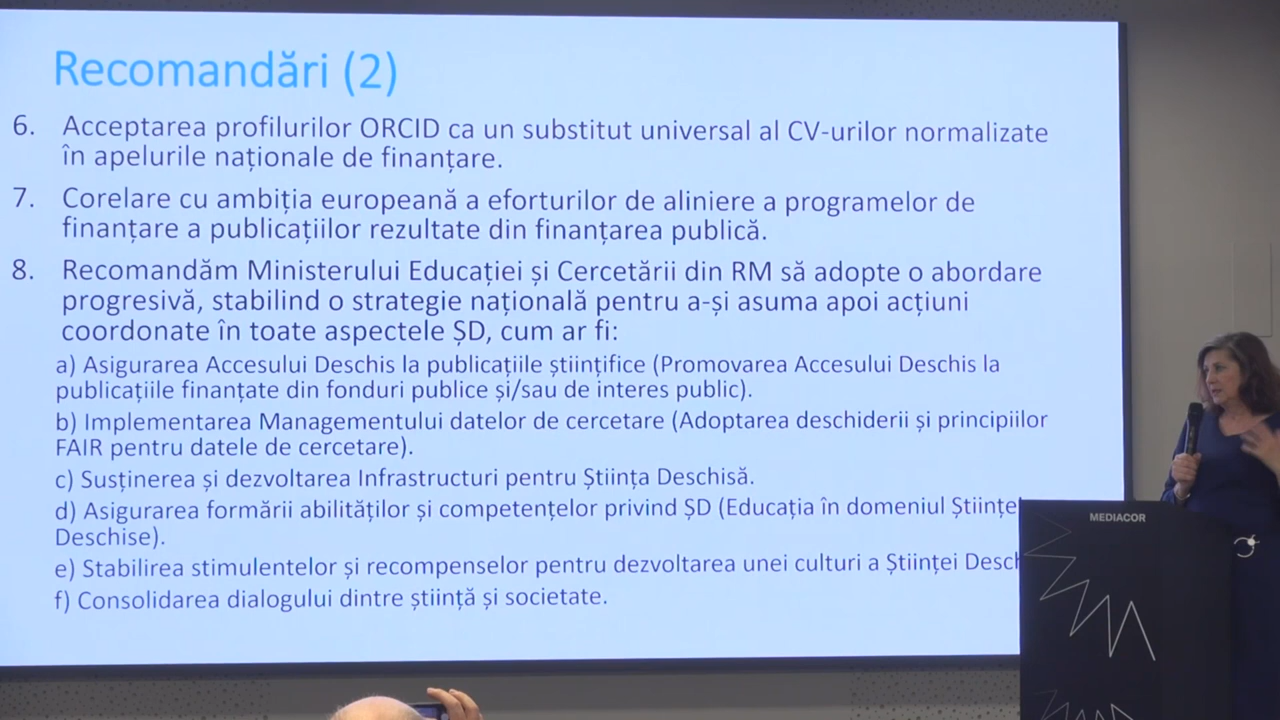 Recomandări (2)
6. Acceptarea profilurilor ORCID ca un substitut universal al CV-urilor normalizate
în apelurile naționale de finanțare.
7. Corelare cu ambiția europeană a eforturilor de aliniere a programelor de
finanțare a publicațiilor rezultate din finanțarea publică.
8. Recomandăm Ministerului Educației și Cercetării din RM să adopte o abordare
progresivă, stabilind o strategie națională pentru a-și asuma apoi acțiuni
coordonate în toate aspectele ȘD, cum ar fi:
a) Asigurarea Accesului Deschis la publicațiile științifice (Promovarea Accesului Deschis la
publicațiile finanțate din fonduri publice și/sau de interes public).
b) Implementarea Managementului datelor de cercetare (Adoptarea deschiderii și principiilor
FAIR pentru datele de cercetare).
c) Susținerea și dezvoltarea Infrastructuri pentru Știința Deschisă.
d) Asigurarea formării abilităților și competențelor privind ȘD (Educația în domeniul
Deschise).
e) Stabilirea stimulentelor și recompenselor pentru dezvoltarea unei culturi a Științei
f) Consolidarea dialogului dintre știință și societate.
MEDIACOR